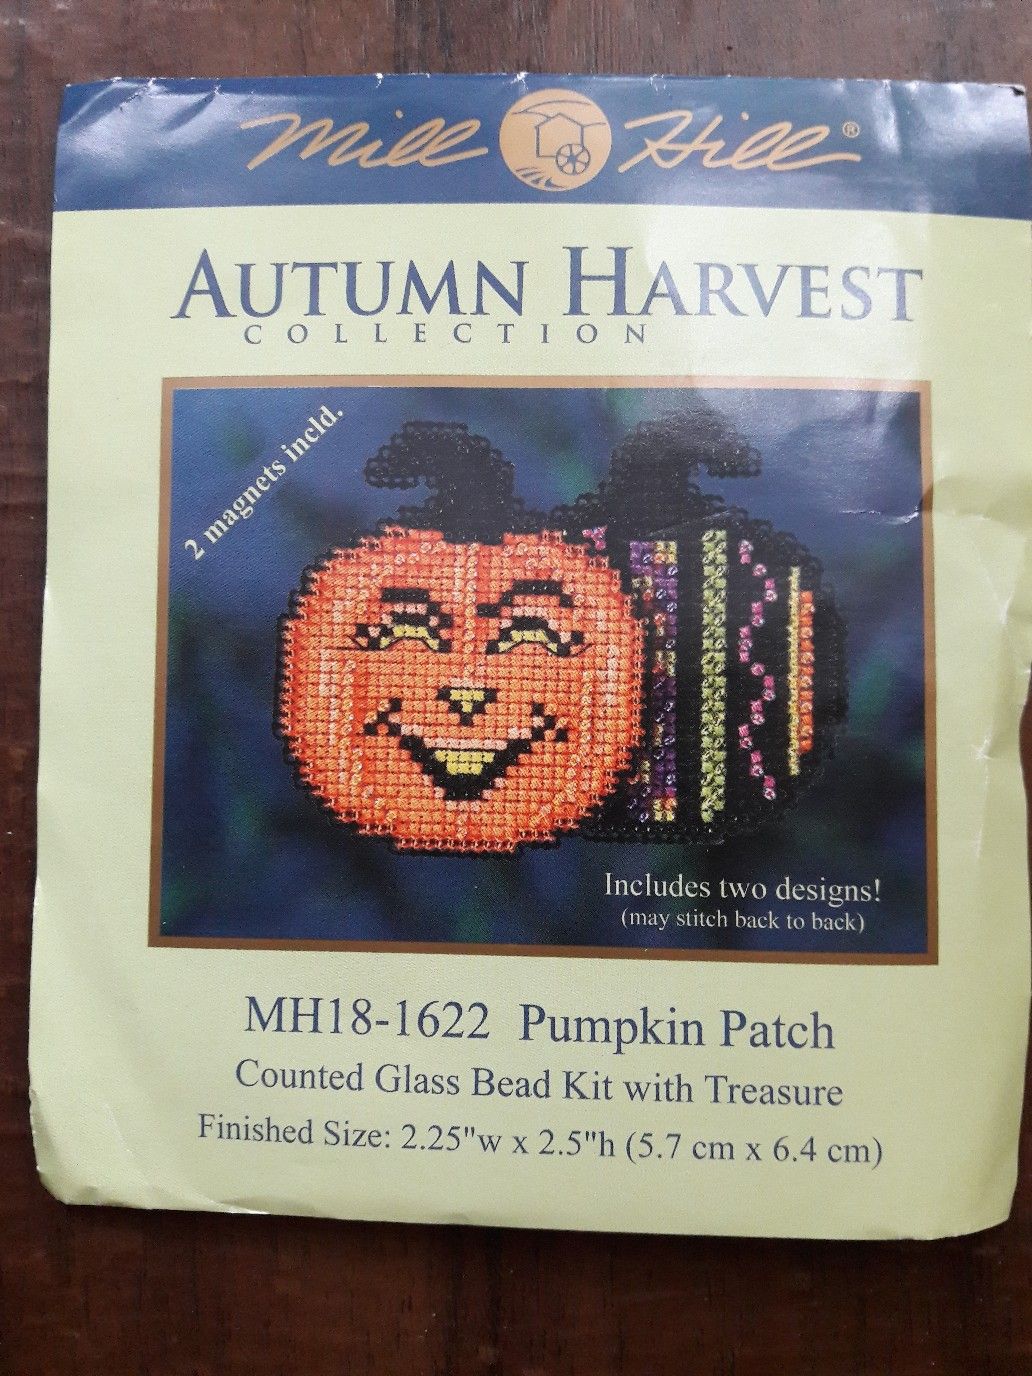 Mill Hill®
AUTUMN HARVEST
COLLECTION
2 magnets incld.
Includes two designs!
(may stitch back to back)
MH18-1622 Pumpkin Patch
Counted Glass Bead Kit with Treasure
Finished Size: 2.25"w x 2.5"h (5.7 cm x 6.4 cm)